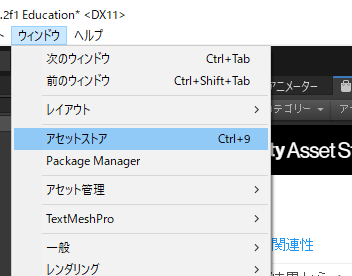 .2f1 Education* <DX11>
ウィンドウ ヘルプ
次のウィンドウ Ctrl+Tab
前のウィンドウ Ctrl+Shift+Tab
レイアウト
アセットストア Ctrl+9
Package Manager
アセット管理
TextMeshPro
一般
レンダリング
アニメーター
テゴリー
ty Asset St
関連性